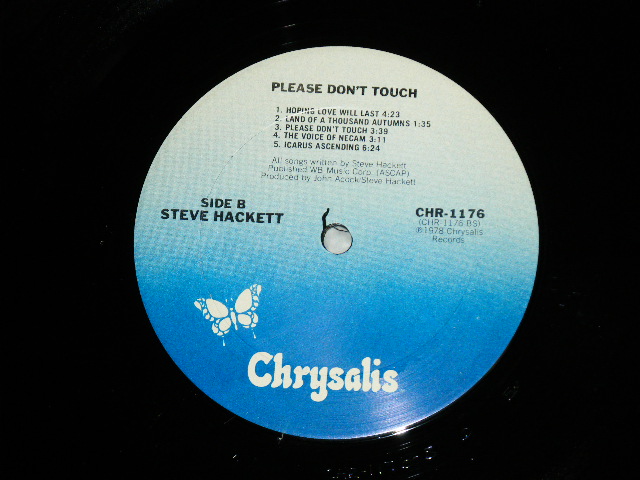 PLEASE DON'T TOUCH
1. HOPING LOVE WILL LAST 4:23
2. LAND OF A THOUSAND AUTUMNS 1:35
3. PLEASE DON'T TOUCH 3:39
4. THE VOICE OF NECAM 3:11
5. ICARUS ASCENDING 6:24
All songs written by Steve Hackett
Published WB Music Corp. (ASCAP)
Produced by John Acock/Steve Hackett
SIDE B
STEVE HACKETT
CHR-1176
(CHR 1176 BS)
℗1978 Chrysalis
Records
Chrysalis